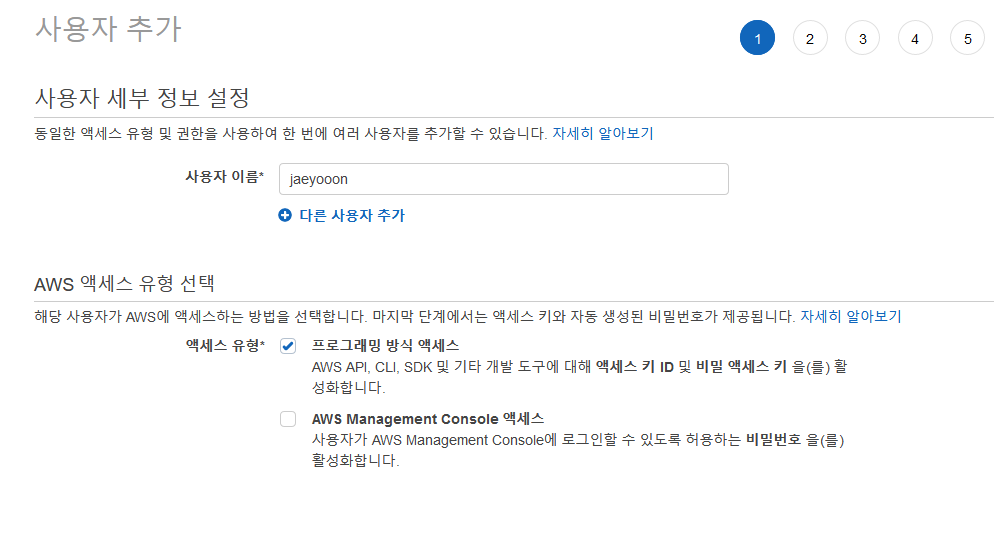 사용자 추가
1 2 3 4 5
사용자 세부 정보 설정
동일한 액세스 유형 및 권한을 사용하여 한 번에 여러 사용자를 추가할 수 있습니다. 자세히 알아보기
사용자 이름* jaeyooon
다른 사용자 추가
AWS 액세스 유형 선택
해당 사용자가 AWS에 액세스하는 방법을 선택합니다. 마지막 단계에서는 액세스 키와 자동 생성된 비밀번호가 제공됩니다. 자세히 알아보기
액세스 유형* 프로그래밍 방식 액세스
AWS API, CLI, SDK 및 기타 개발 도구에 대해 액세스 키 ID 및 비밀 액세스 키 을(를) 활
성화합니다.
AWS Management Console 액세스
사용자가 AWS Management Console에 로그인할 수 있도록 허용하는 비밀번호 을(를)
활성화합니다.